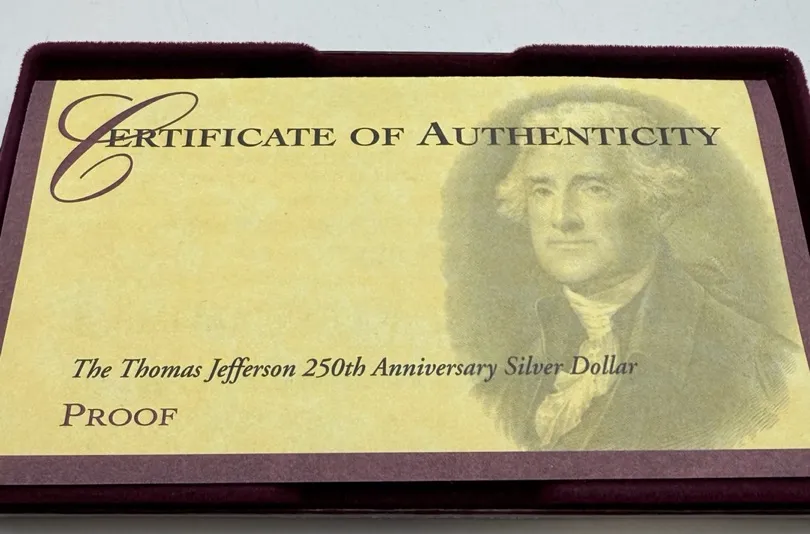 Certificate of Authenticity
The Thomas Jefferson 250th Anniversary Silver Dollar
Proof